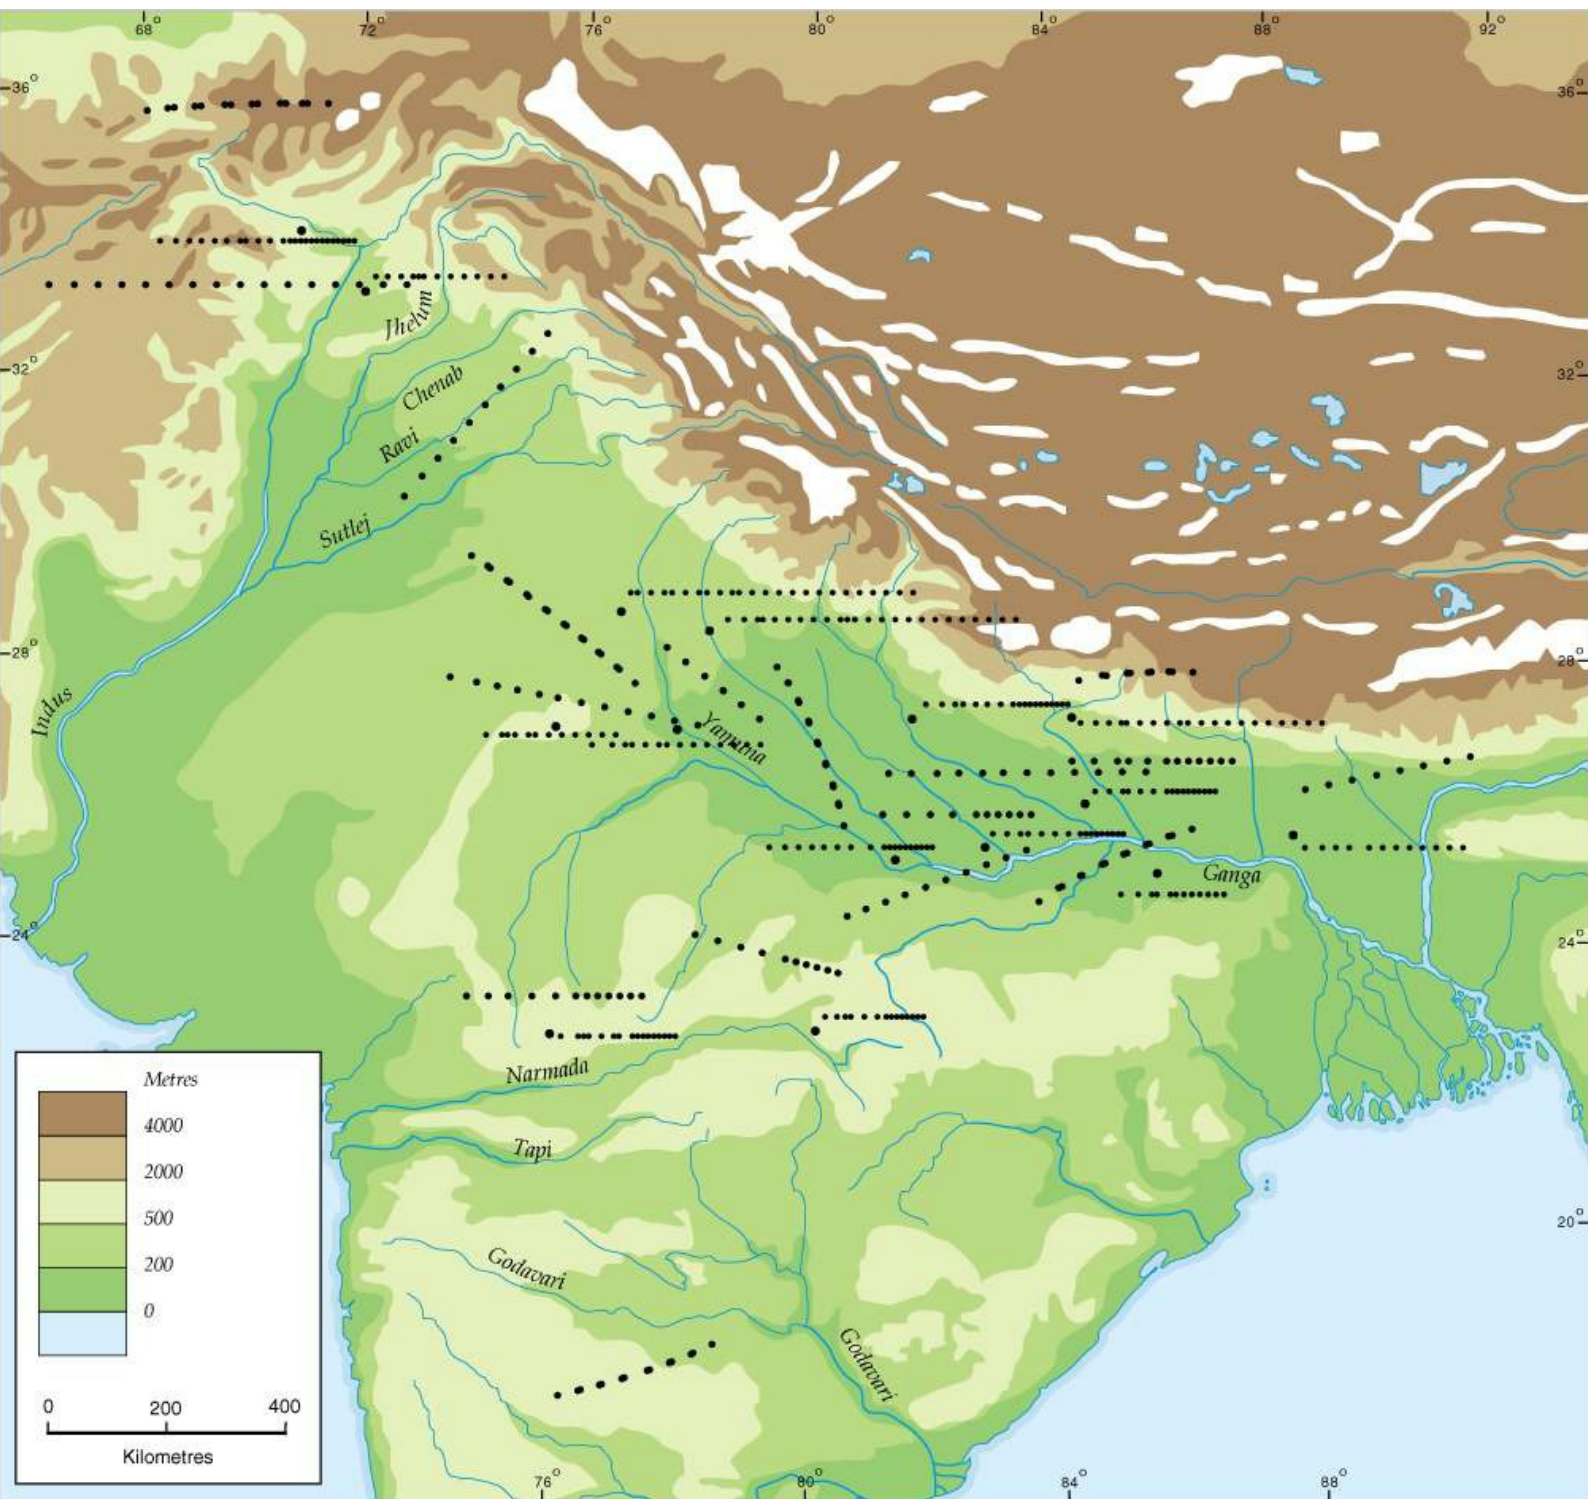 68° 72° 76° 80° 84° 88° 92°
36° 36°
Jhelum
32° 32°
Chenab
Ravi
Sutlej
28° 28°
Indus
Yamuna
Ganga
24° 24°
Narmada
Metres
4000
Tapi
2000
500
20°
200
Godavari
0
Godavari
0 200 400
Kilometres
76° 80° 84° 88°